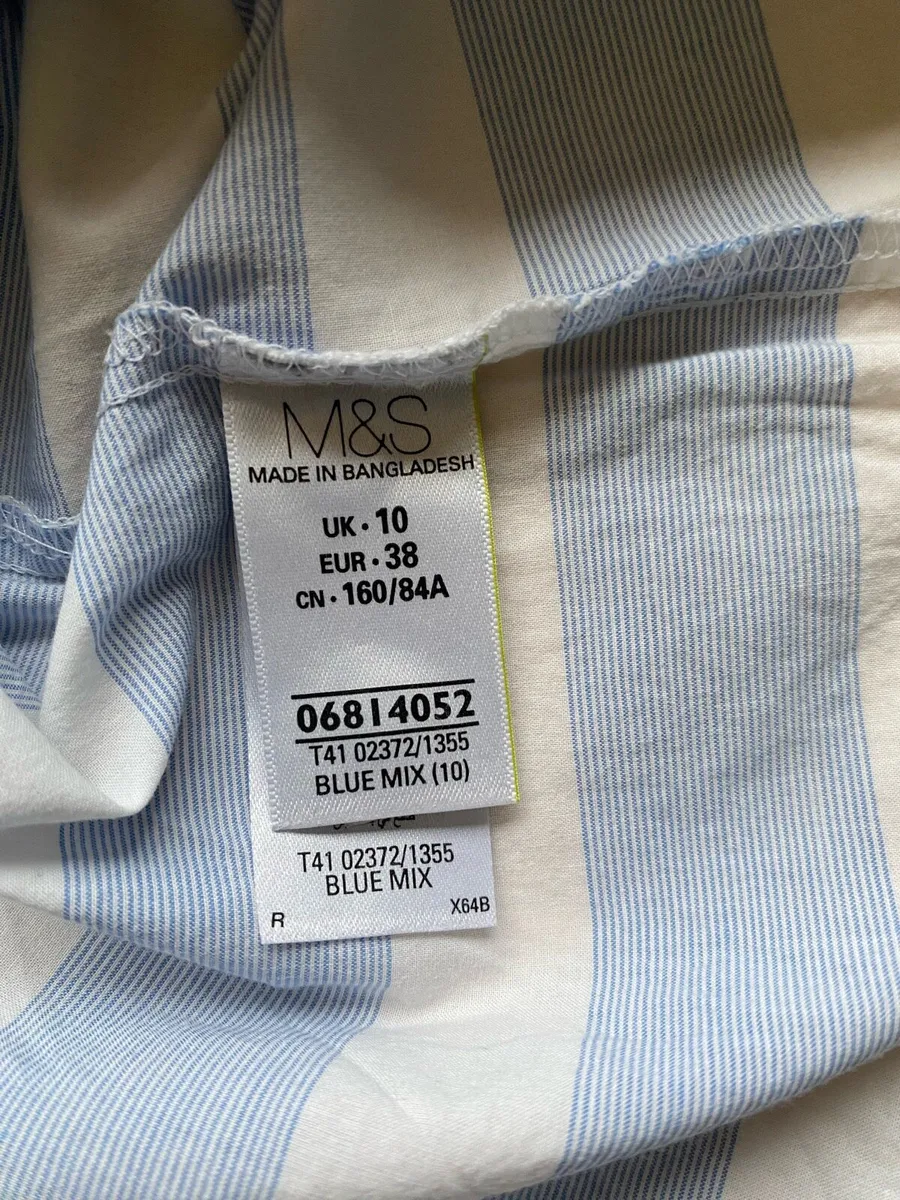 M&S
MADE IN BANGLADESH
UK • 10
EUR • 38
CN • 160/84A
06814052
T41 02372/1355
BLUE MIX (10)
T41 02372/1355
BLUE MIX
R X64B